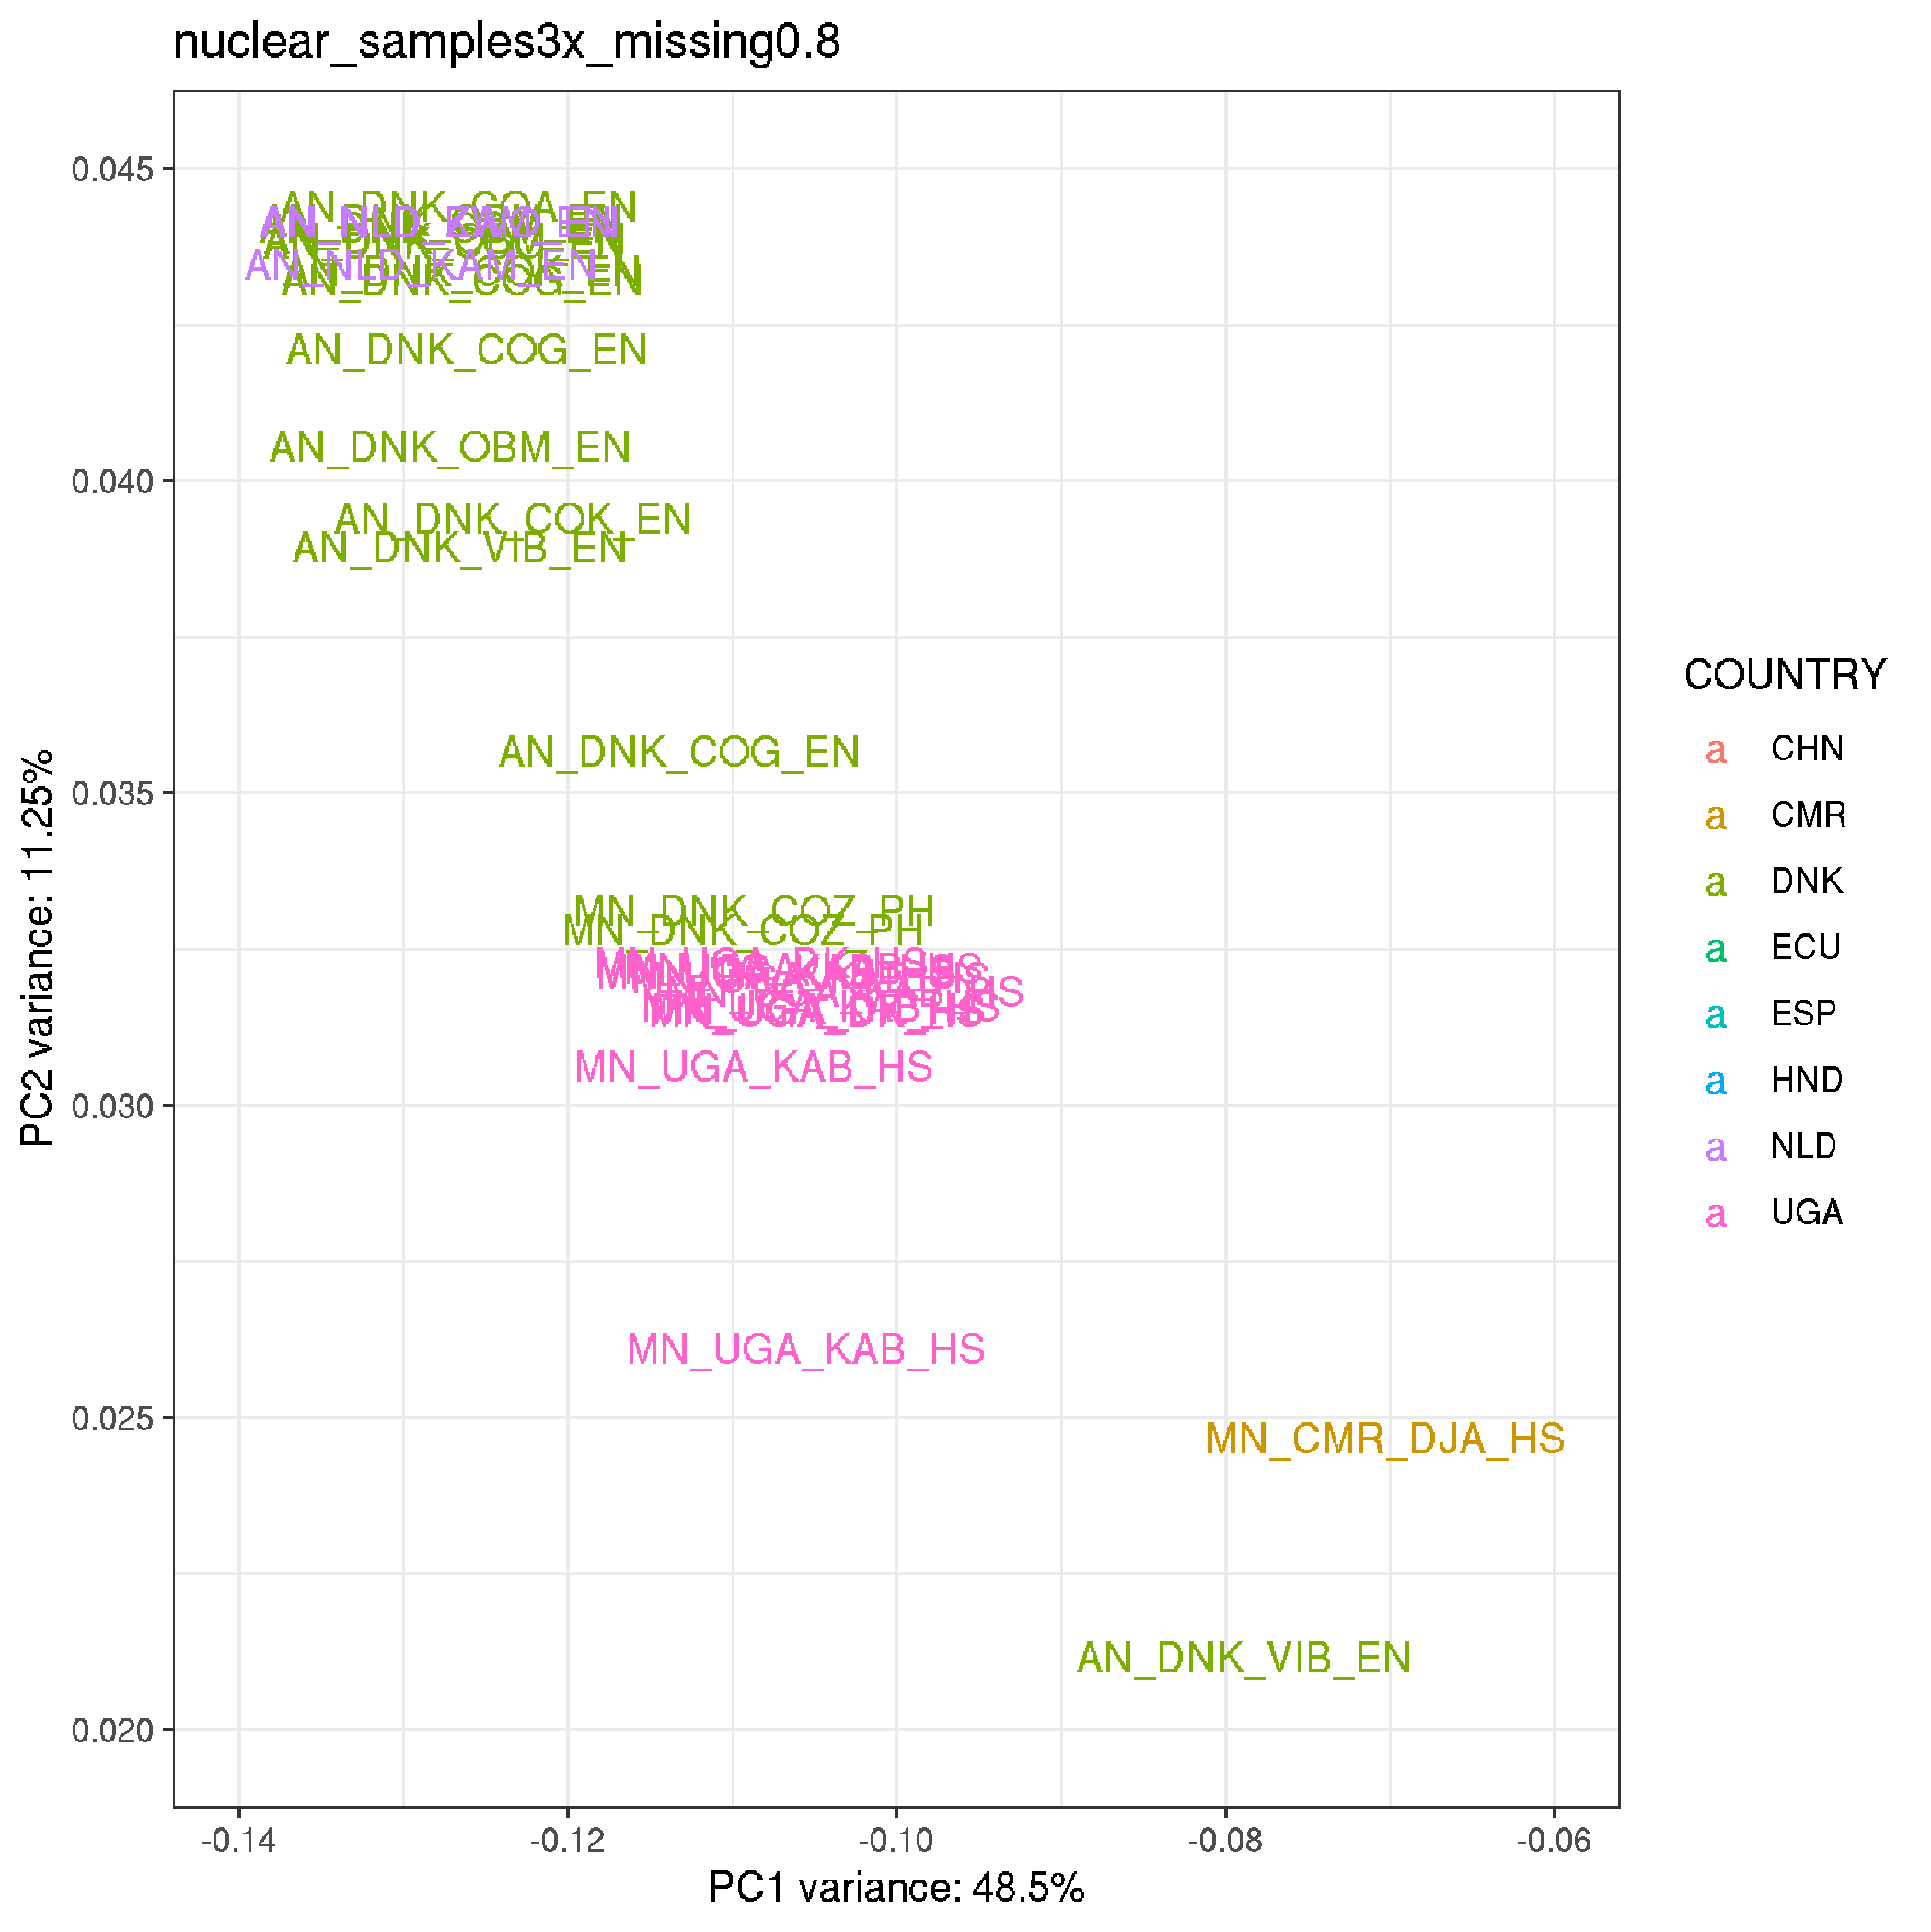 nuclear_samples3x_missing0.8
0.045
AN_DNK_COA_EN
AN_NLD_KAM_EN
AN_DNK_COG_EN
AN_DNK_COG_EN
AN_DNK_OBM_EN
0.040
AN_DNK_COK_EN
AN_DNK_VIB_EN
AN_DNK_COG_EN
0.035
MN_DNK_COZ_PH
MN_DNK_COZ_PH
MN_UGA_DK_HS
MN_UGA_KAB_HS
0.030
MN_UGA_KAB_HS
0.025
MN_CMR_DJA_HS
AN_DNK_VIB_EN
0.020
-0.14
-0.12
-0.10
-0.08
-0.06
PC1 variance: 48.5%
PC2 variance: 11.25%
COUNTRY
a CHN
a CMR
a DNK
a ECU
a ESP
a HND
a NLD
a UGA